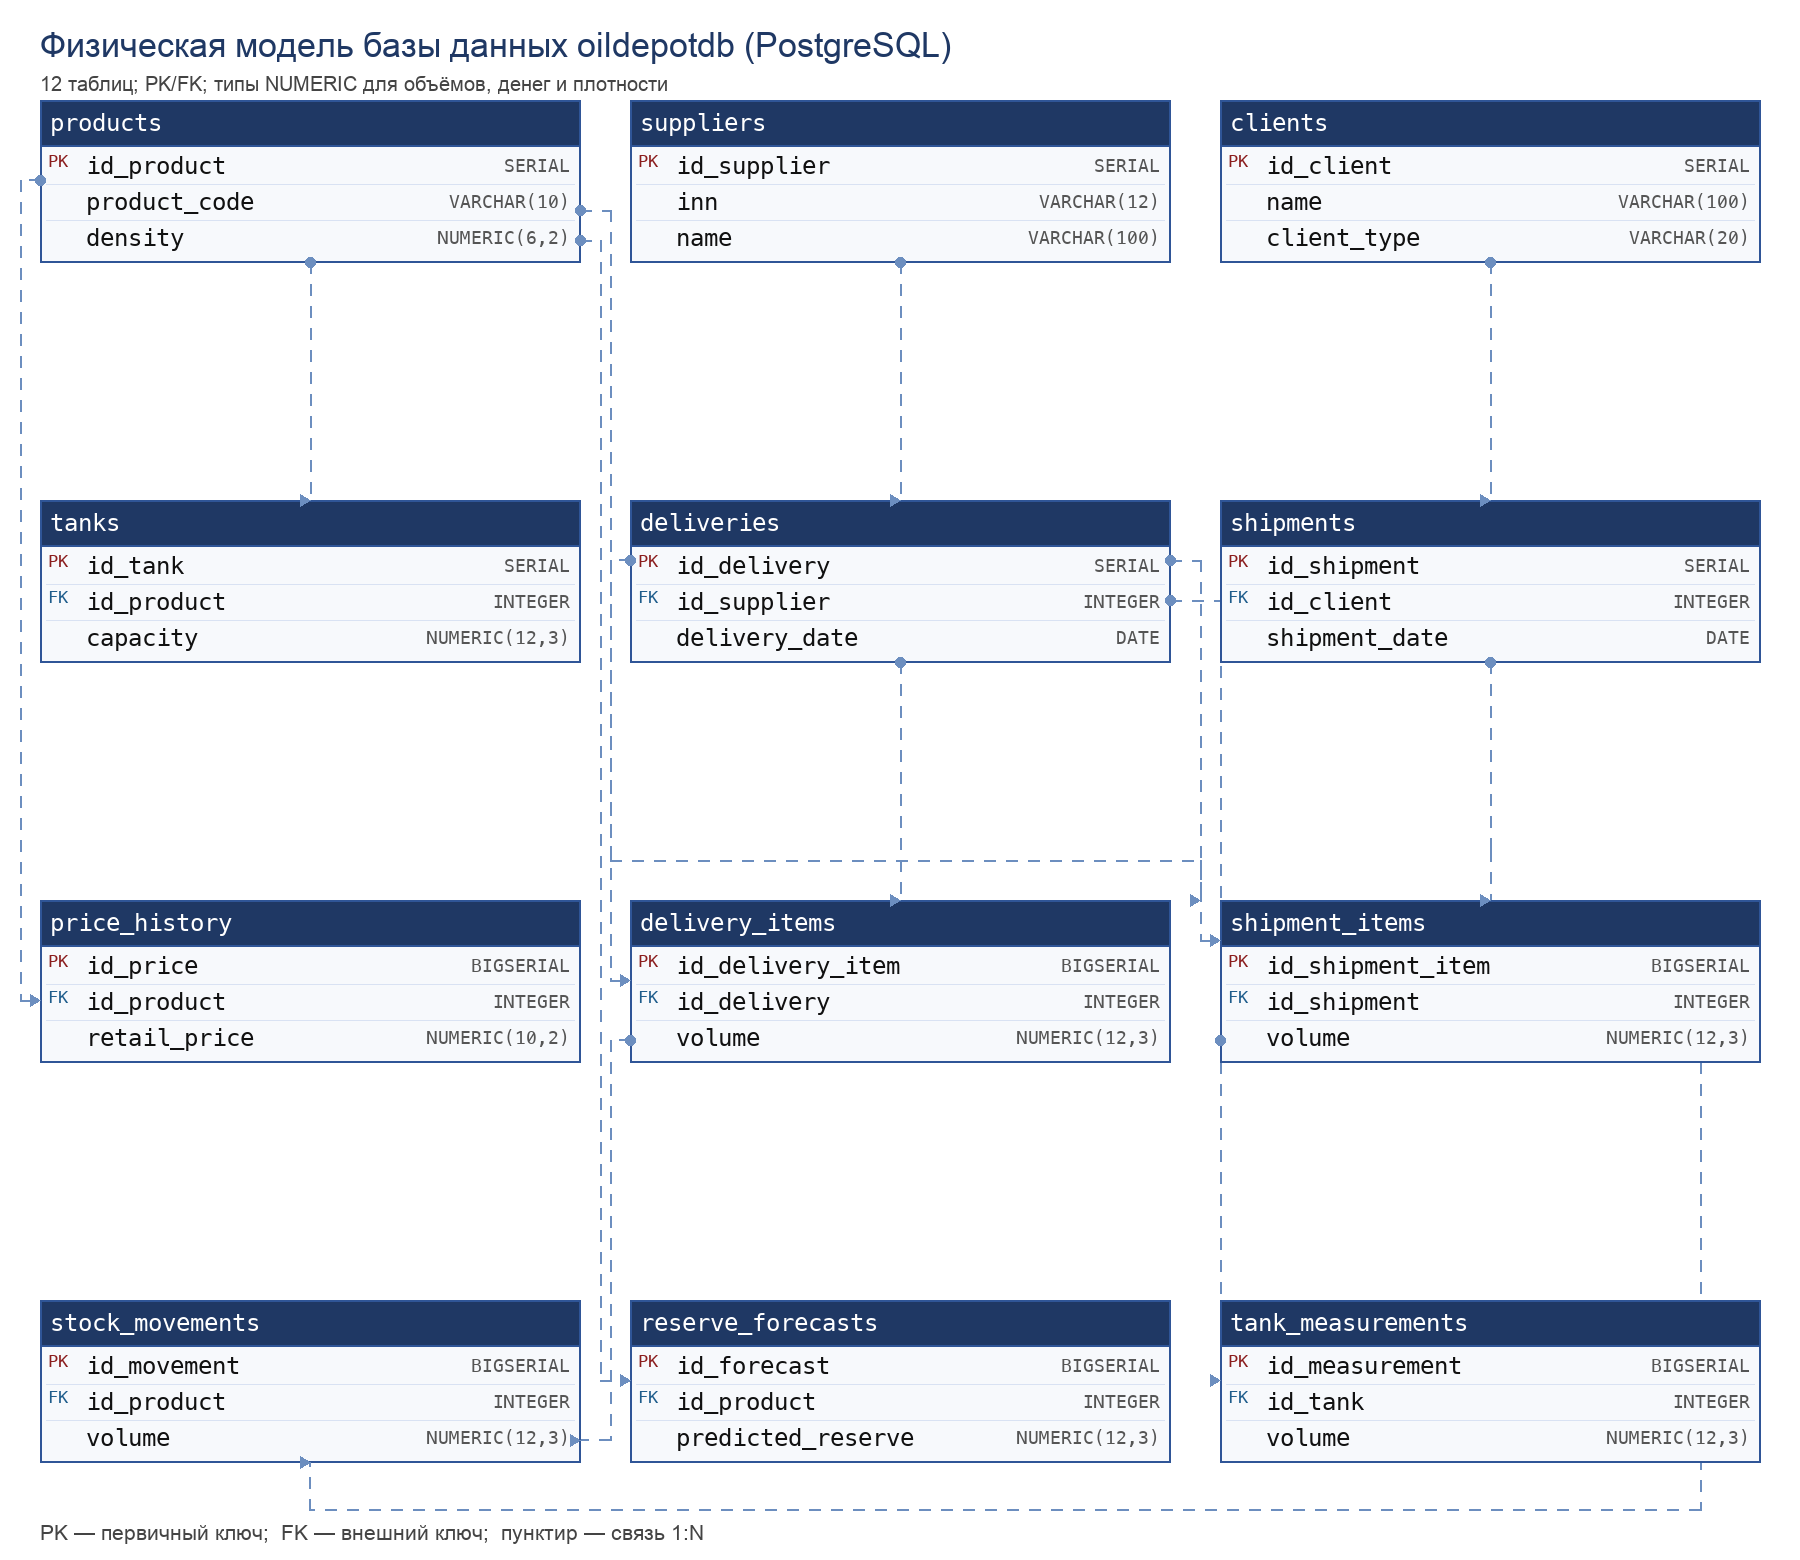 Физическая модель базы данных oildepotdb (PostgreSQL)
12 таблиц; PK/FK; типы NUMERIC для объёмов, денег и плотности
products
PK id_product SERIAL
product_code VARCHAR(10)
density NUMERIC(6,2)
suppliers
PK id_supplier SERIAL
inn VARCHAR(12)
name VARCHAR(100)
clients
PK id_client SERIAL
name VARCHAR(100)
client_type VARCHAR(20)
tanks
PK id_tank SERIAL
FK id_product INTEGER
capacity NUMERIC(12,3)
deliveries
PK id_delivery SERIAL
FK id_supplier INTEGER
delivery_date DATE
shipments
PK id_shipment SERIAL
FK id_client INTEGER
shipment_date DATE
price_history
PK id_price BIGSERIAL
FK id_product INTEGER
retail_price NUMERIC(10,2)
delivery_items
PK id_delivery_item BIGSERIAL
FK id_delivery INTEGER
volume NUMERIC(12,3)
shipment_items
PK id_shipment_item BIGSERIAL
FK id_shipment INTEGER
volume NUMERIC(12,3)
stock_movements
PK id_movement BIGSERIAL
FK id_product INTEGER
volume NUMERIC(12,3)
reserve_forecasts
PK id_forecast BIGSERIAL
FK id_product INTEGER
predicted_reserve NUMERIC(12,3)
tank_measurements
PK id_measurement BIGSERIAL
FK id_tank INTEGER
volume NUMERIC(12,3)
PK — первичный ключ; FK — внешний ключ; пунктир — связь 1:N